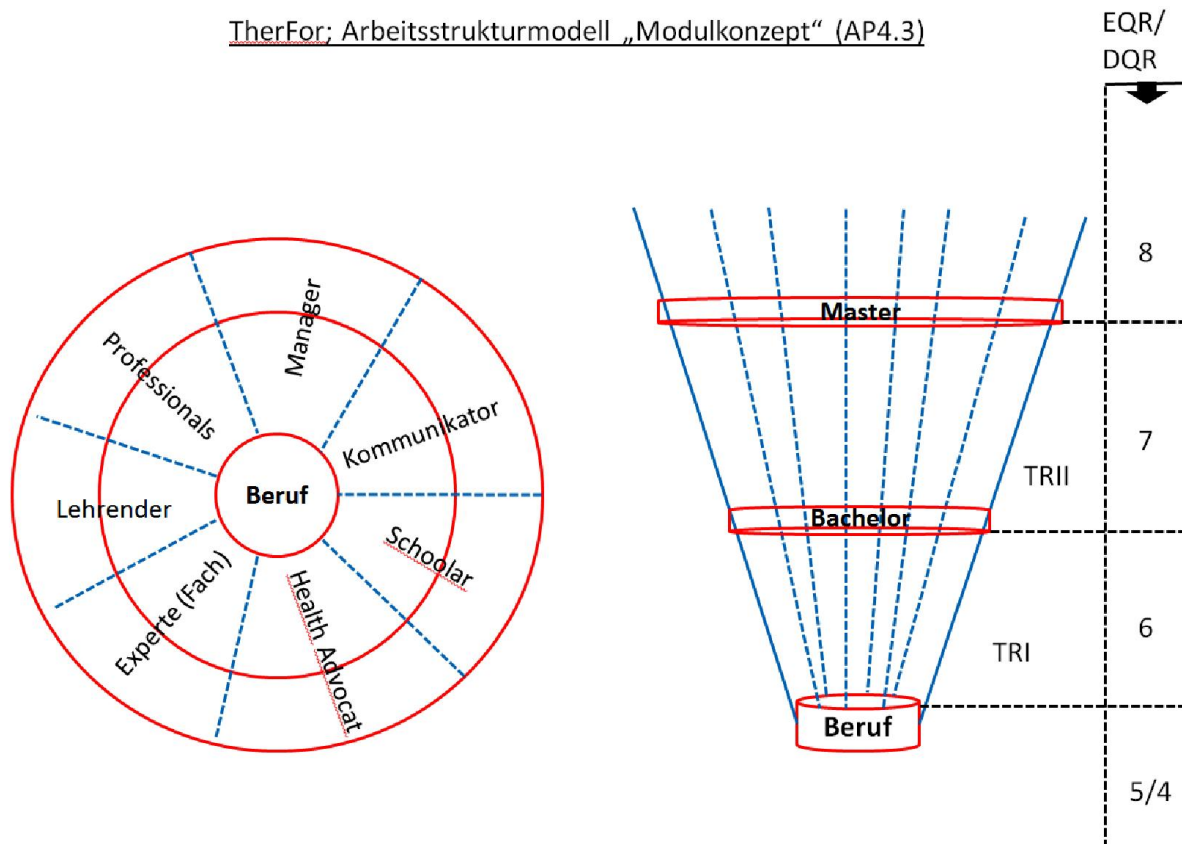 TherFor; Arbeitsstrukturmodell „Modulkonzept“ (AP4.3)
EQR/
DQR
Manager
Professionals
Kommunikator
Beruf
Lehrender
Schoolar
Experte (Fach)
Health Advocat
8
Master
7
TRII
Bachelor
6
TRI
Beruf
5/4